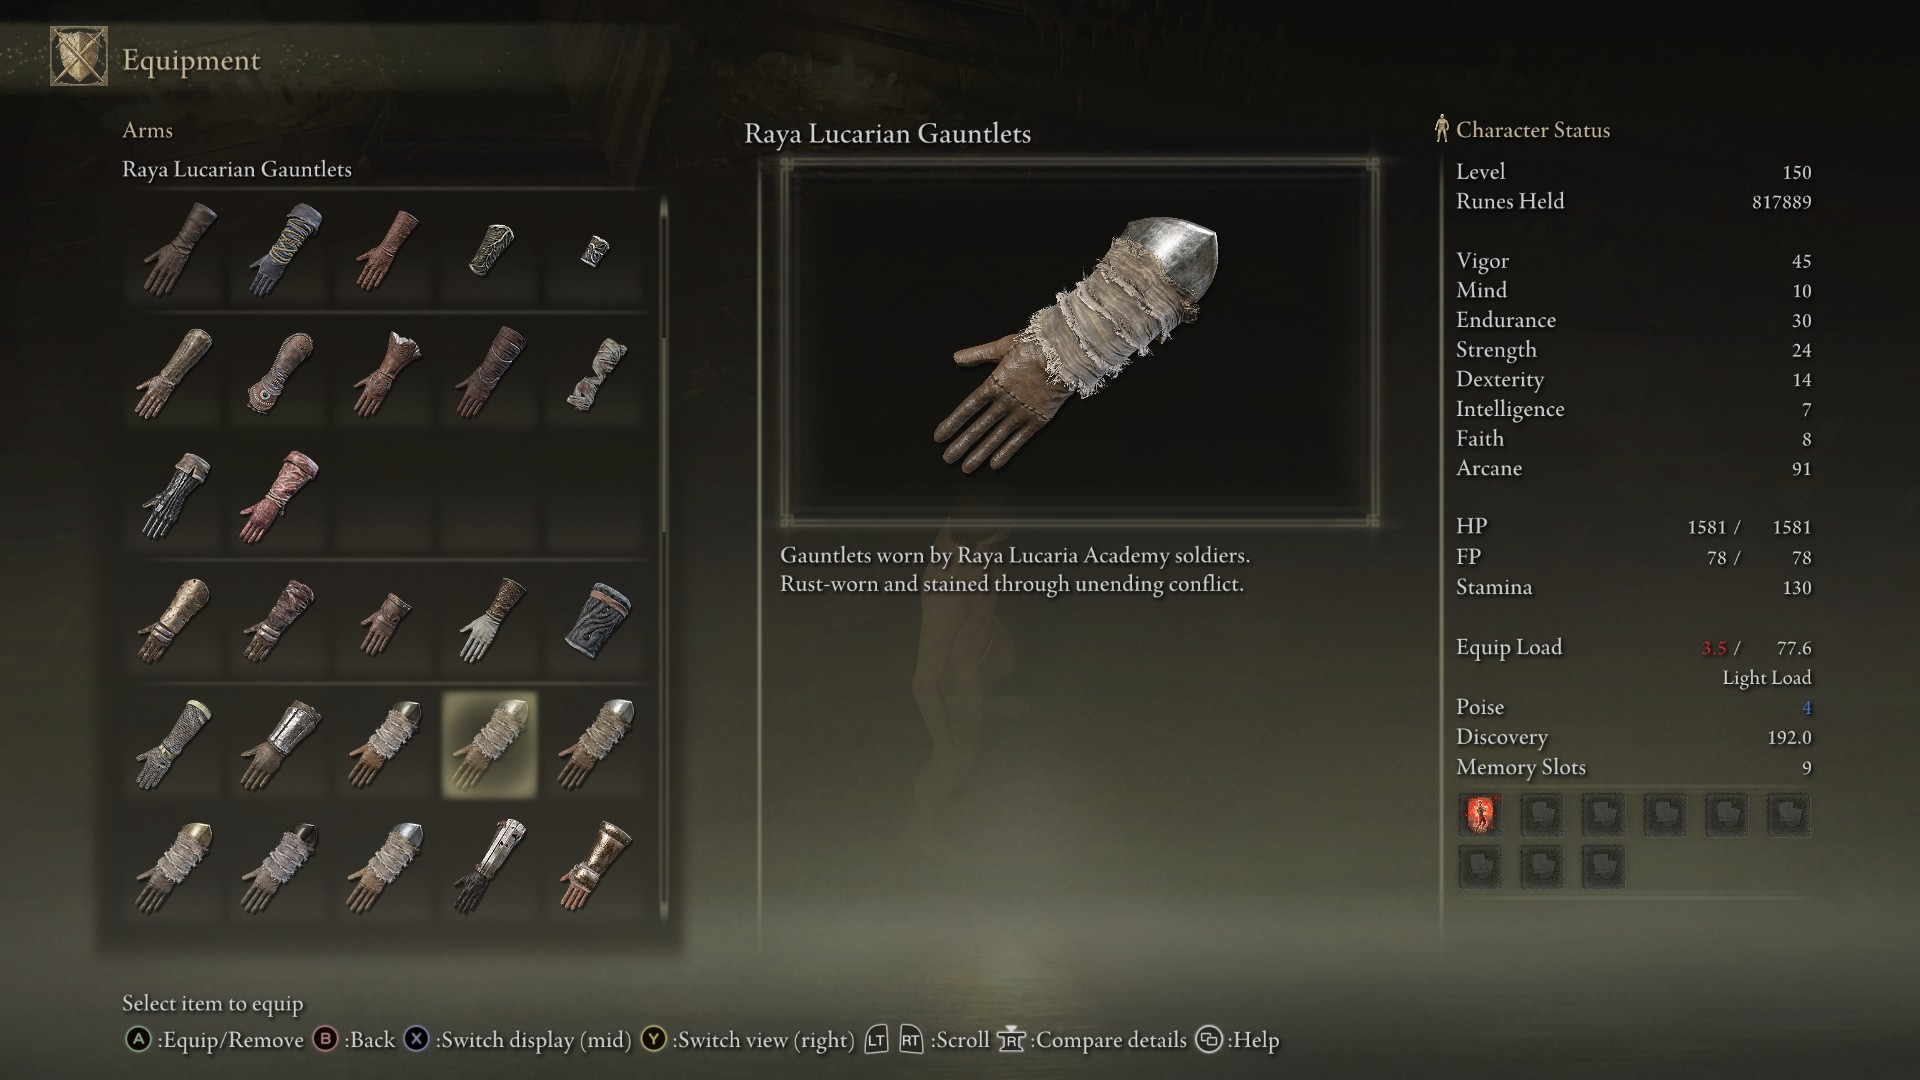 Equipment
Arms
Raya Lucarian Gauntlets
Raya Lucarian Gauntlets
Gauntlets worn by Raya Lucaria Academy soldiers.
Rust-worn and stained through unending conflict.
Character Status
Level 150
Runes Held 817889
Vigor 45
Mind 10
Endurance 30
Strength 24
Dexterity 14
Intelligence 7
Faith 8
Arcane 91
HP 1581 / 1581
FP 78 / 78
Stamina 130
Equip Load 3.5 / 77.6
Light Load
Poise 4
Discovery 192.0
Memory Slots 9
Select item to equip
A :Equip/Remove B :Back X :Switch display (mid) Y :Switch view (right) LT RT :Scroll R :Compare details :Help